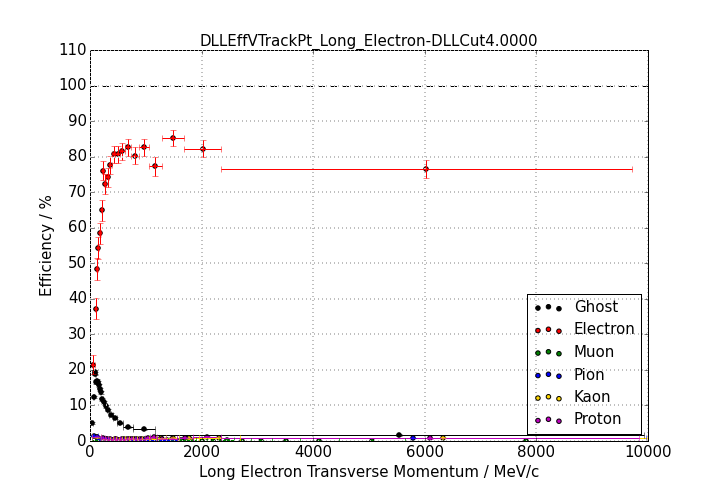 DLLEffVTrackPt_Long_Electron-DLLCut4.0000
110
100
90
80
70
60
50
40
30
20
10
0
Efficiency / %
Ghost
Electron
Muon
Pion
Kaon
Proton
0 2000 4000 6000 8000 10000
Long Electron Transverse Momentum / MeV/c